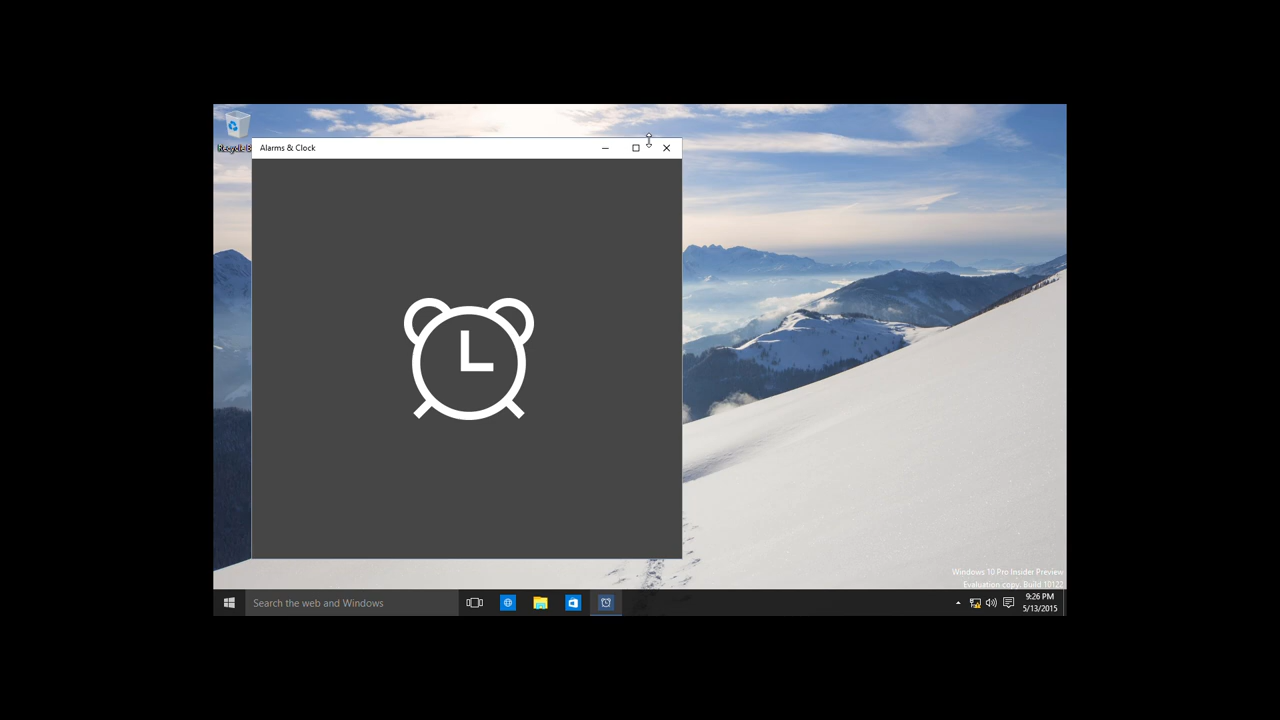 Recycle B
Alarms & Clock
Windows 10 Pro Insider Preview
Evaluation copy. Build 10122
Search the web and Windows
9:26 PM
5/13/2015